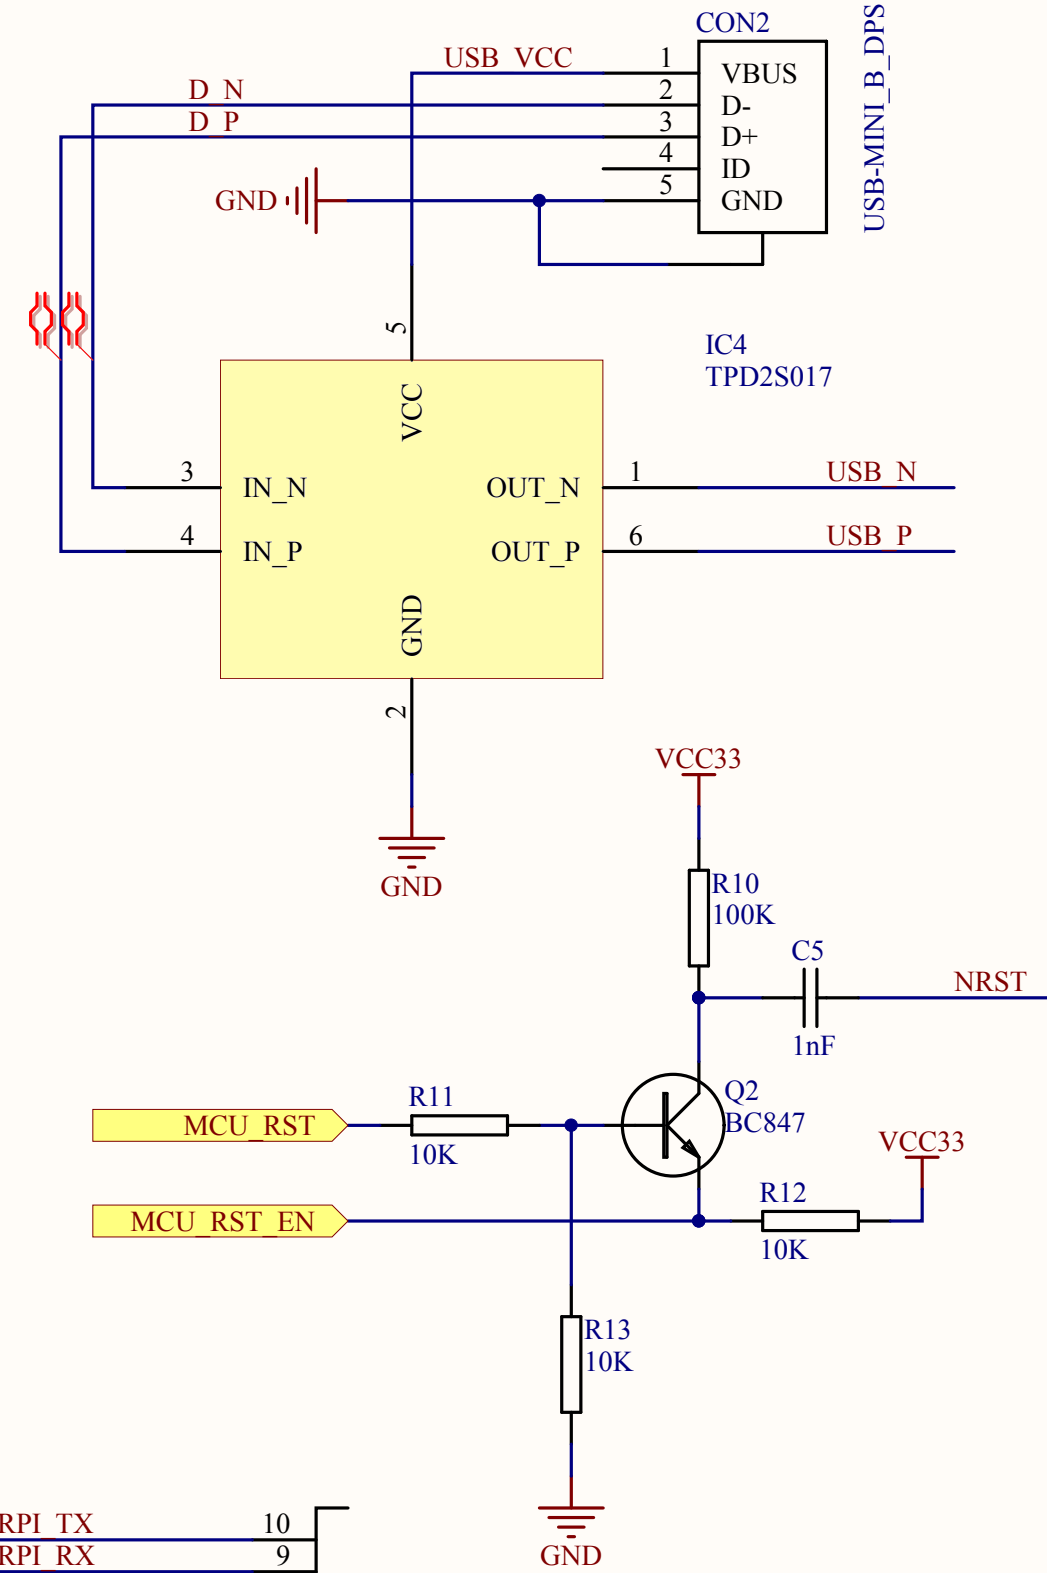 CON2
USB-MINI_B_DPS
USB_VCC
1
VBUS
D_N
2
D-
D_P
3
D+
4
ID
GND
5
GND
5
IC4
TPD2S017
VCC
3
IN_N
OUT_N
1
USB_N
4
IN_P
OUT_P
6
USB_P
GND
2
GND
VCC33
R10
100K
C5
1nF
NRST
Q2
BC847
R11
10K
MCU_RST
VCC33
MCU_RST_EN
R12
10K
R13
10K
GND
RPI_TX
10
RPI_RX
9